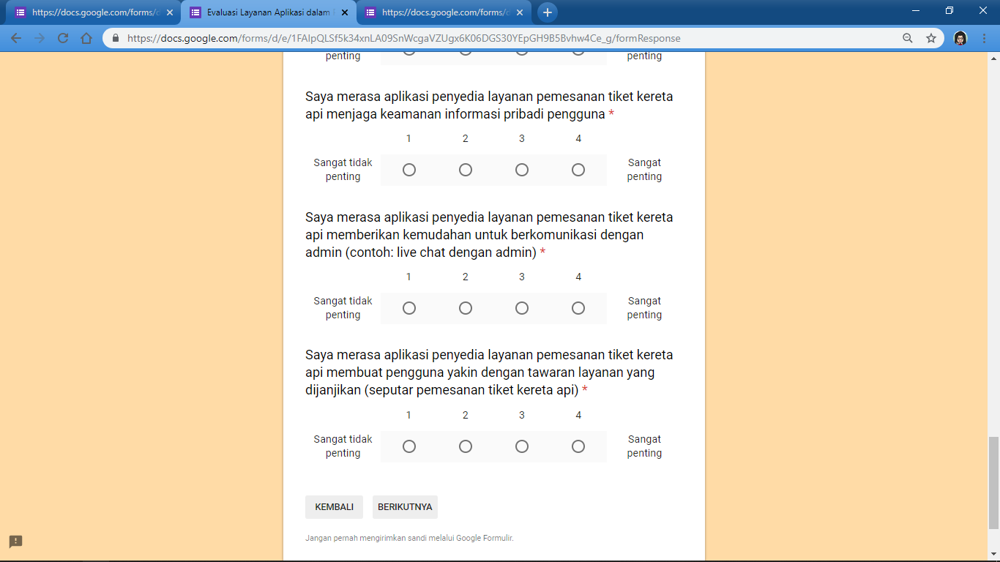 https://docs.google.com/forms/d
Evaluasi Layanan Aplikasi dalam
https://docs.google.com/forms/d
https://docs.google.com/forms/d/e/1FAIpQLSf5k34xnLA09SnWcgaVZUgx6K06DGS30YEpGH9B5Bvhw4Ce_g/formResponse
penting
penting
Saya merasa aplikasi penyedia layanan pemesanan tiket kereta
api menjaga keamanan informasi pribadi pengguna *
1 2 3 4
Sangat tidak
penting
Sangat
penting
Saya merasa aplikasi penyedia layanan pemesanan tiket kereta
api memberikan kemudahan untuk berkomunikasi dengan
admin (contoh: live chat dengan admin) *
1 2 3 4
Sangat tidak
penting
Sangat
penting
Saya merasa aplikasi penyedia layanan pemesanan tiket kereta
api membuat pengguna yakin dengan tawaran layanan yang
dijanjikan (seputar pemesanan tiket kereta api) *
1 2 3 4
Sangat tidak
penting
Sangat
penting
KEMBALI
BERIKUTNYA
Jangan pernah mengirimkan sandi melalui Google Formulir.